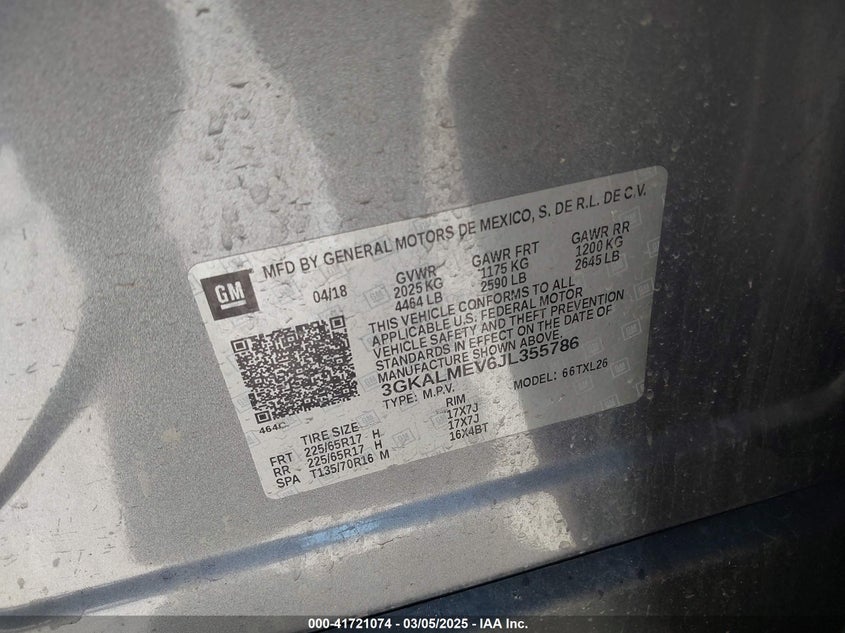 GM
MFD BY GENERAL MOTORS DE MEXICO, S. DE R.L. DE C.V.
04/18
GVWR GAWR FRT GAWR RR
2025 KG 1175 KG 1200 KG
4464 LB 2590 LB 2645 LB
THIS VEHICLE CONFORMS TO ALL
APPLICABLE U.S. FEDERAL MOTOR
VEHICLE SAFETY AND THEFT PREVENTION
STANDARDS IN EFFECT ON THE DATE OF
MANUFACTURE SHOWN ABOVE.
3GKALMEV6JL355786
TYPE: M.P.V. MODEL: 66TXL26
464C
TIRE SIZE RIM
FRT 225/65R17 H 17X7J
RR 225/65R17 H 17X7J
SPA T135/70R16 M 16X4BT
000-41721074 — 03/05/2025 — IAA Inc.